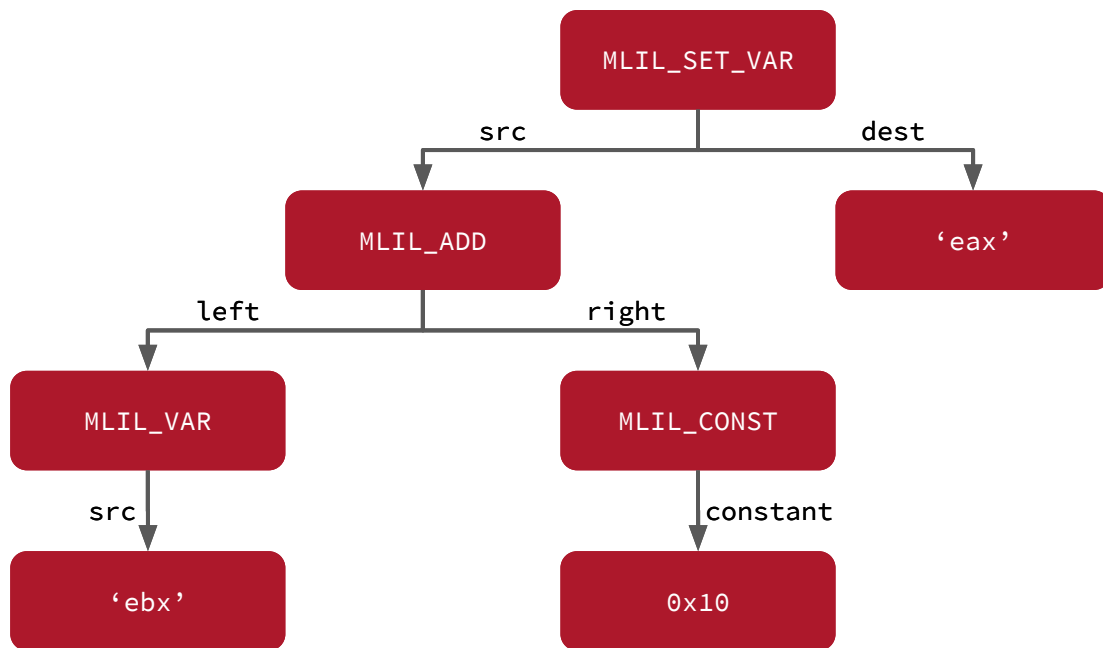 MLIL_SET_VAR
src
dest
MLIL_ADD
‘eax’
left
right
MLIL_VAR
MLIL_CONST
src
constant
‘ebx’
0x10